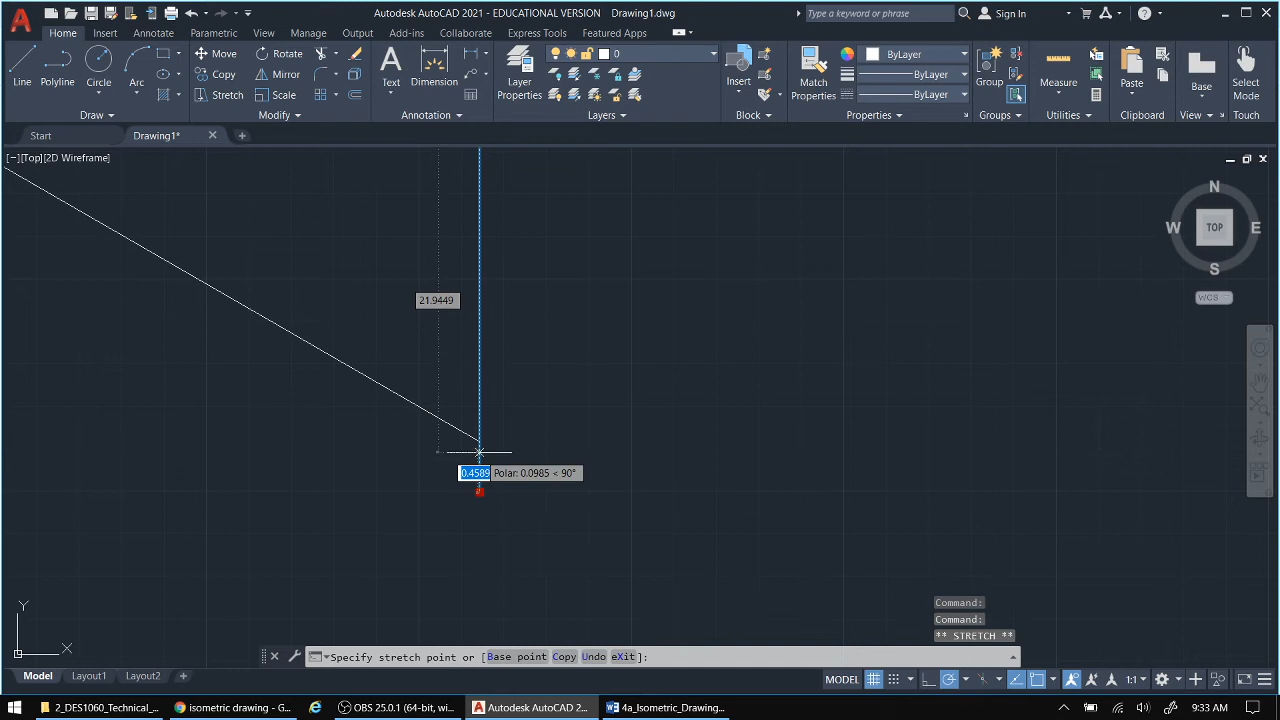 Autodesk AutoCAD 2021 - EDUCATIONAL VERSION Drawing1.dwg
Type a keyword or phrase
Sign In
Home Insert Annotate Parametric View Manage Output Add-ins Collaborate Express Tools Featured Apps
Line Polyline Circle Arc
Move Rotate
Copy Mirror
Stretch Scale
Text Dimension
Layer Properties
0
Insert
Match Properties
ByLayer
ByLayer
ByLayer
Group
Measure
Paste
Base
Select Mode
Draw Modify Annotation Layers Block Properties Groups Utilities Clipboard View Touch
Start Drawing1*
[−][Top][2D Wireframe]
N
W TOP E
S
WCS
21.9449
0.4589 Polar: 0.0985 < 90°
Y
X
Command:
Command:
** STRETCH **
Specify stretch point or [Base point Copy Undo eXit]:
Model Layout1 Layout2
MODEL
1:1
2_DES1060_Technical_...
isometric drawing - G...
OBS 25.0.1 (64-bit, wi...
Autodesk AutoCAD 2...
4a_Isometric_Drawing...
9:33 AM